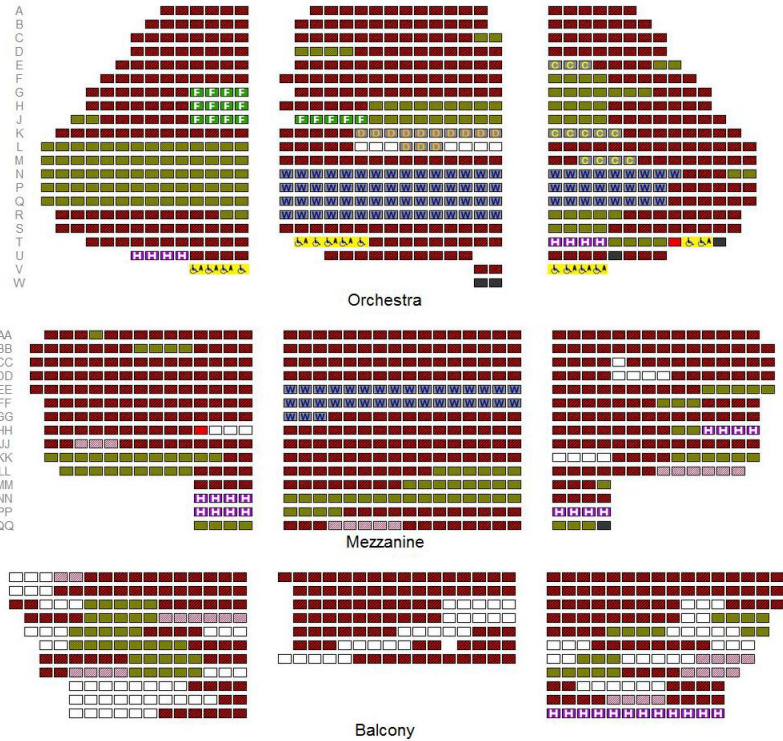 A
B
C
D
E C C C
F
G F F F F
H F F F F
J F F F F F F F F F
K D D D D D D D D D D C C C C C
L D D D
M C C C C
N W W W W W W W W W W W W W W W W W W W W W W W W
P W W W W W W W W W W W W W W W W W W W W W W W
Q W W W W W W W W W W W W W W W W W W W W W W W
R W W W W W W W W W W W W W W W
S
T A A A A H H H H A A
U H H H H
V A A A A A A
W
Orchestra
AA
BB
CC
DD
EE W W W W W W W W W W W W W W W W
FF W W W W W W W W W W W W W W W W
GG W W W
HH H H H H
JJ
KK
LL
MM
NN H H H H
PP H H H H H H H H
QQ
Mezzanine
H H H H H H H H H H H H
Balcony